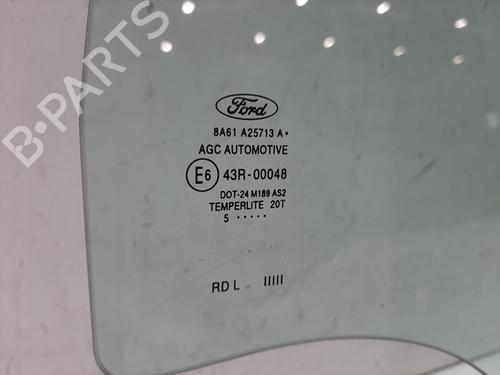 B-PARTS
Ford
8A61 A25713 A•
AGC AUTOMOTIVE
E6 43R-00048
DOT-24 M189 AS2
TEMPERLITE 20T
5 •••••
RD L IIIII